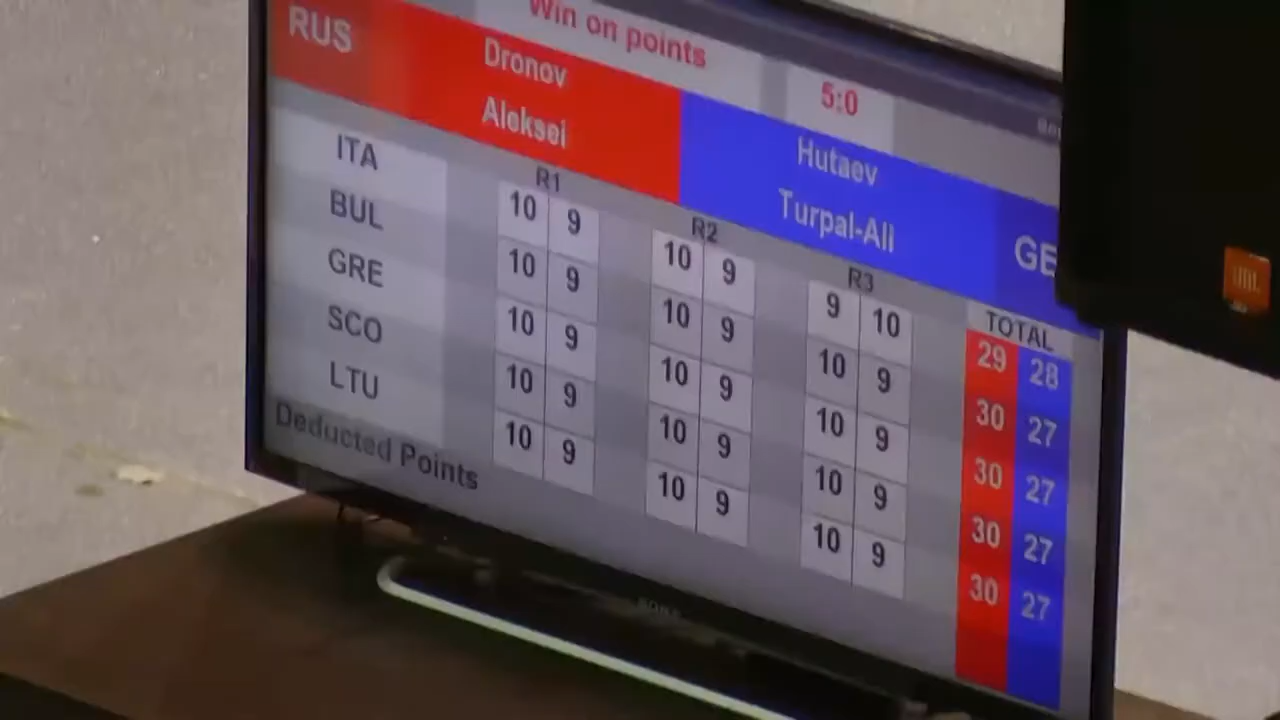 Win on points
5:0
RUS
Dronov
Aleksei
Hutaev
Turpal-Ali
GE
R1 R2 R3 TOTAL
ITA 10 9 10 9 9 10 29 28
BUL 10 9 10 9 10 9 30 27
GRE 10 9 10 9 10 9 30 27
SCO 10 9 10 9 10 9 30 27
LTU 10 9 10 9 10 9 30 27
Deducted Points
SONY
JBL